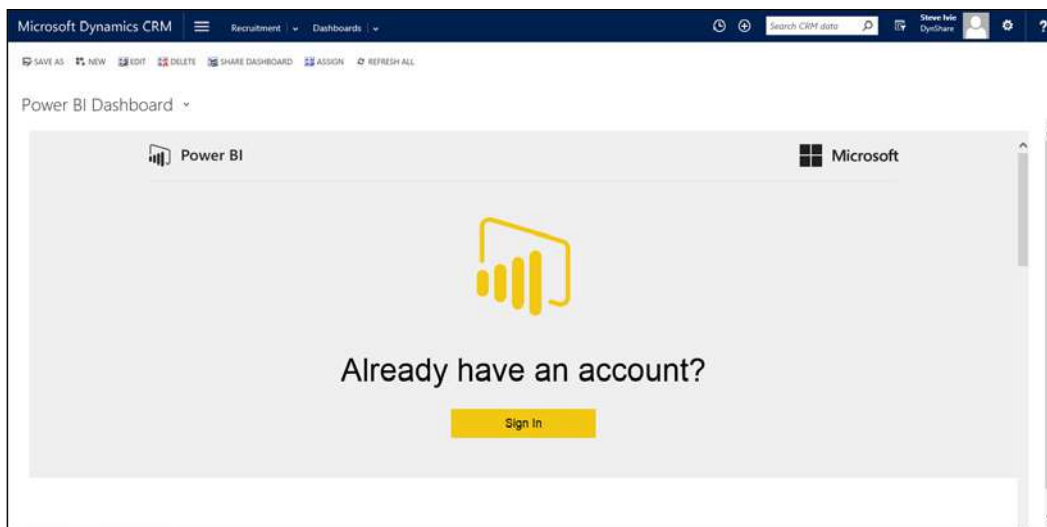 Microsoft Dynamics CRM Recruitment Dashboards Search CRM data Steve Ivie
DynShare ?
SAVE AS NEW EDIT DELETE SHARE DASHBOARD ASSIGN REFRESH ALL
Power BI Dashboard
Power BI Microsoft
Already have an account?
Sign In